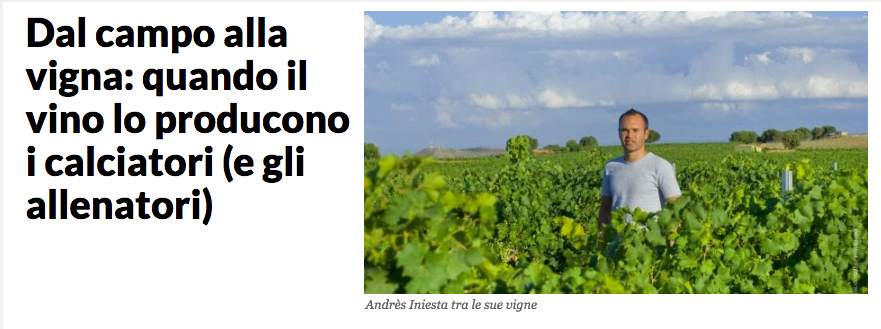 Dal campo alla
vigna: quando il
vino lo producono
i calciatori (e gli
allenatori)
Andrès Iniesta tra le sue vigne